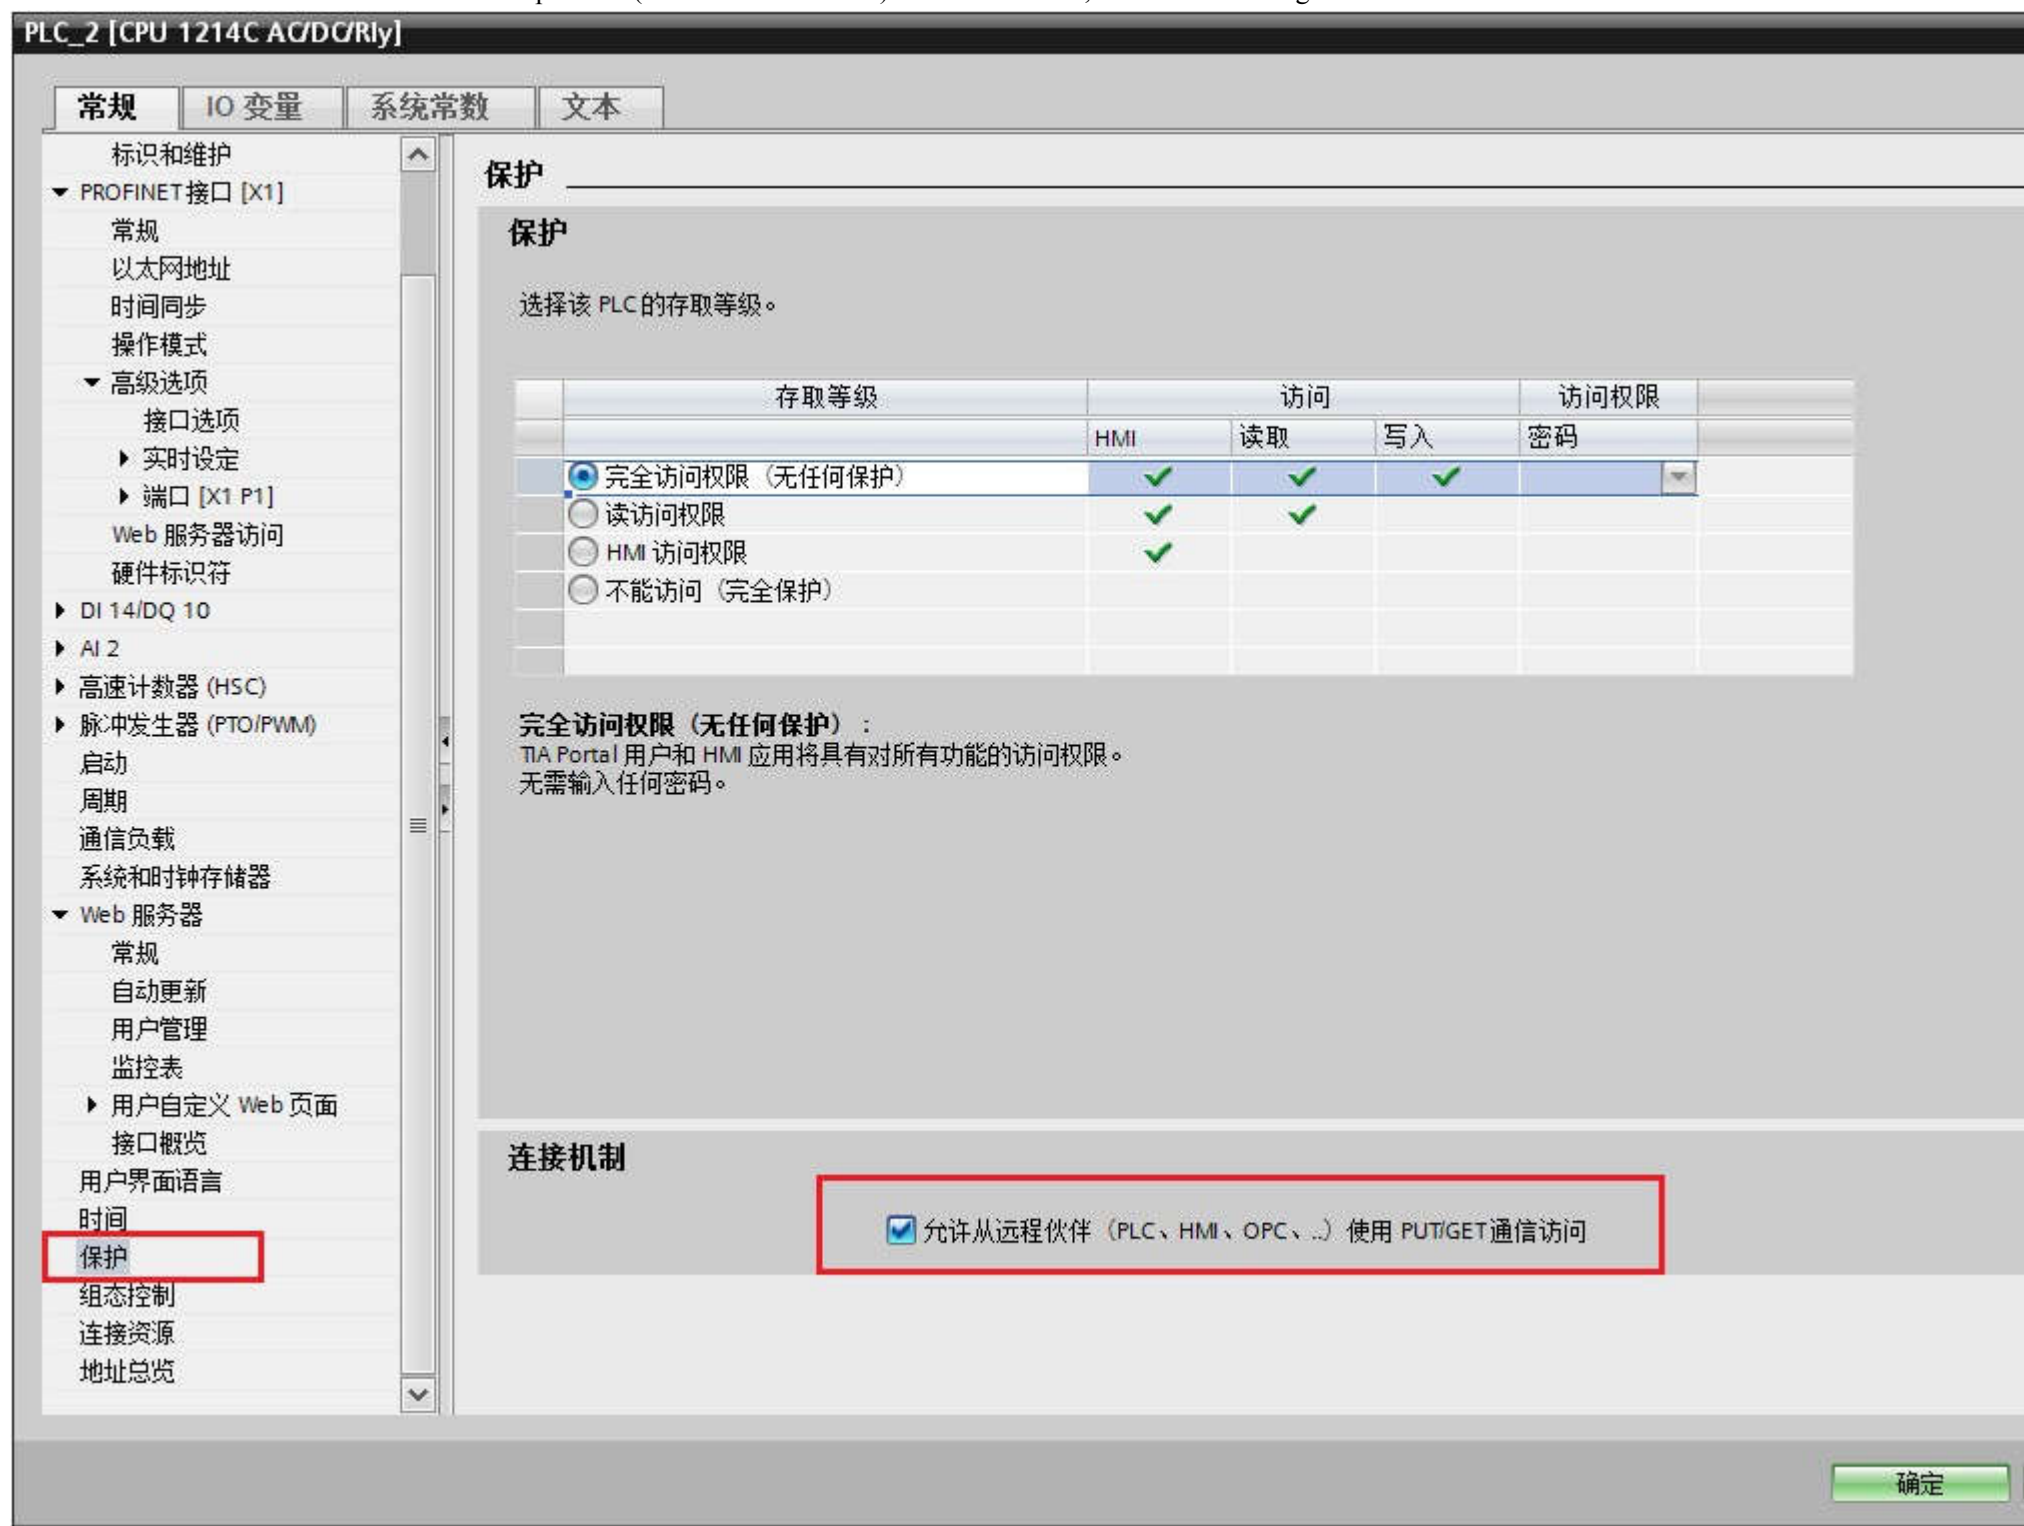 PLC_2 [CPU 1214C AC/DC/Rly]
常规 IO 变量 系统常数 文本
标识和维护
PROFINET接口 [X1]
常规
以太网地址
时间同步
操作模式
高级选项
接口选项
实时设定
端口 [X1 P1]
Web 服务器访问
硬件标识符
DI 14/DQ 10
AI 2
高速计数器 (HSC)
脉冲发生器 (PTO/PWM)
启动
周期
通信负载
系统和时钟存储器
Web 服务器
常规
自动更新
用户管理
监控表
用户自定义 Web 页面
接口概览
用户界面语言
时间
保护
组态控制
连接资源
地址总览
保护
保护
选择该 PLC的存取等级。
存取等级 访问 访问权限
HMI 读取 写入 密码
完全访问权限（无任何保护）
读访问权限
HMI 访问权限
不能访问（完全保护）
完全访问权限（无任何保护）:
TIA Portal 用户和 HMI 应用将具有对所有功能的访问权限。
无需输入任何密码。
连接机制
允许从远程伙伴（PLC、HMI、OPC、...）使用 PUT/GET通信访问
确定